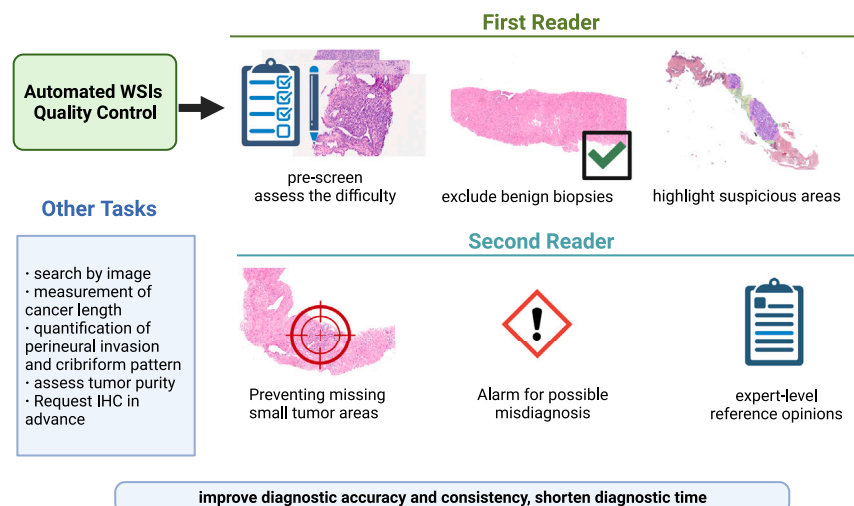 First Reader
Automated WSIs
Quality Control
pre-screen
assess the difficulty
exclude benign biopsies
highlight suspicious areas
Other Tasks
· search by image
· measurement of
cancer length
· quantification of
perineural invasion
and cribriform pattern
· assess tumor purity
· Request IHC in
advance
Second Reader
Preventing missing
small tumor areas
Alarm for possible
misdiagnosis
expert-level
reference opinions
improve diagnostic accuracy and consistency, shorten diagnostic time